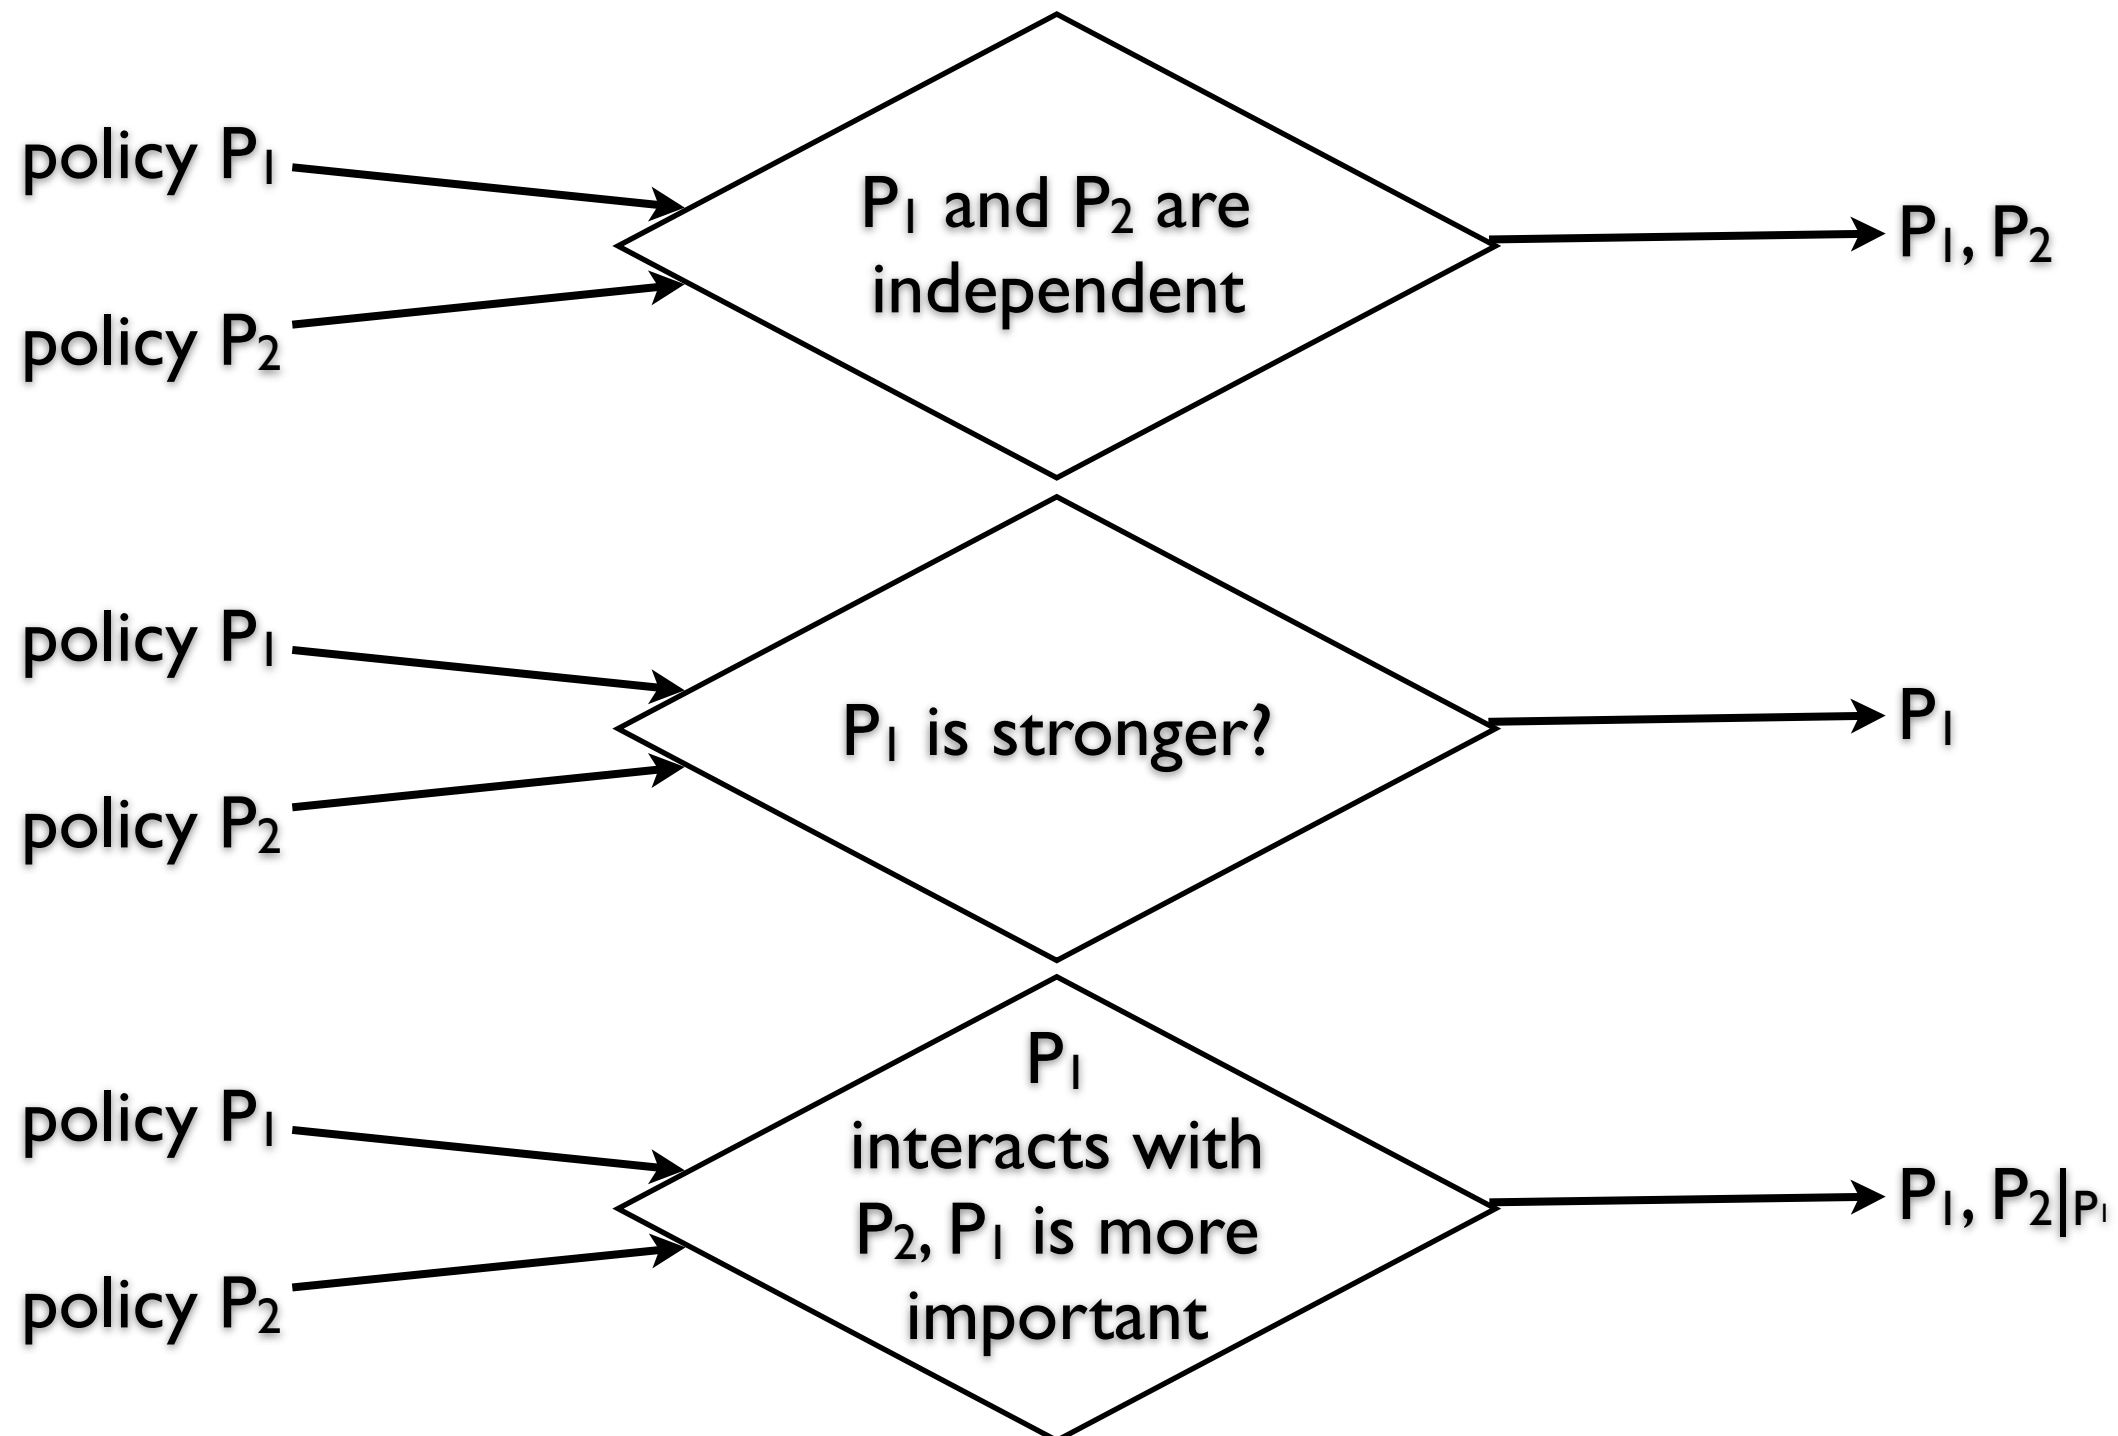 policy P₁
policy P₂
P₁ and P₂ are
independent
P₁, P₂
policy P₁
policy P₂
P₁ is stronger?
P₁
policy P₁
policy P₂
P₁
interacts with
P₂, P₁ is more
important
P₁, P₂|P₁